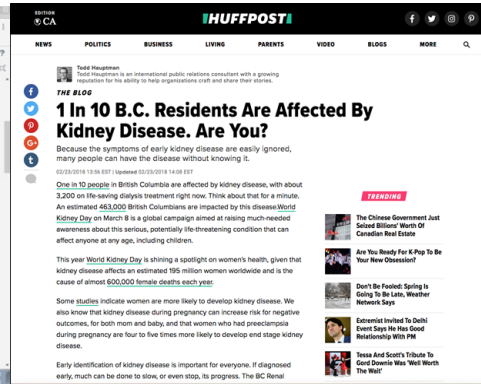 EDITION
CA
HUFFPOST
NEWS
POLITICS
BUSINESS
LIVING
PARENTS
VIDEO
BLOGS
MORE
Todd Hauptman
Todd Hauptman is an international public relations consultant with a growing
reputation for his ability to help organizations craft and share their stories.
THE BLOG
1 In 10 B.C. Residents Are Affected By
Kidney Disease. Are You?
Because the symptoms of early kidney disease are easily ignored,
many people can have the disease without knowing it.
02/23/2018 13:56 EST | Updated 02/23/2018 14:08 EST
One in 10 people in British Columbia are affected by kidney disease, with about
3,200 on life-saving dialysis treatment right now. Think about that for a minute.
An estimated 463,000 British Columbians are impacted by this disease.World
Kidney Day on March 8 is a global campaign aimed at raising much-needed
awareness about this serious, potentially life-threatening condition that can
affect anyone at any age, including children.
This year World Kidney Day is shining a spotlight on women's health, given that
kidney disease affects an estimated 195 million women worldwide and is the
cause of almost 600,000 female deaths each year.
Some studies indicate women are more likely to develop kidney disease. We
also know that kidney disease during pregnancy can increase risk for negative
outcomes, for both mom and baby, and that women who had preeclampsia
during pregnancy are four to five times more likely to develop end stage kidney
disease.
Early identification of kidney disease is important for everyone. If diagnosed
early, much can be done to slow, or even stop, its progress. The BC Renal
TRENDING
The Chinese Government Just
Seized Billions' Worth Of
Canadian Real Estate
Are You Ready For K-Pop To Be
Your New Obsession?
Don't Be Fooled: Spring Is
Going To Be Late, Weather
Network Says
Extremist Invited To Delhi
Event Says He Has Good
Relationship With PM
Tessa And Scott's Tribute To
Gord Downie Was 'Well Worth
The Wait'